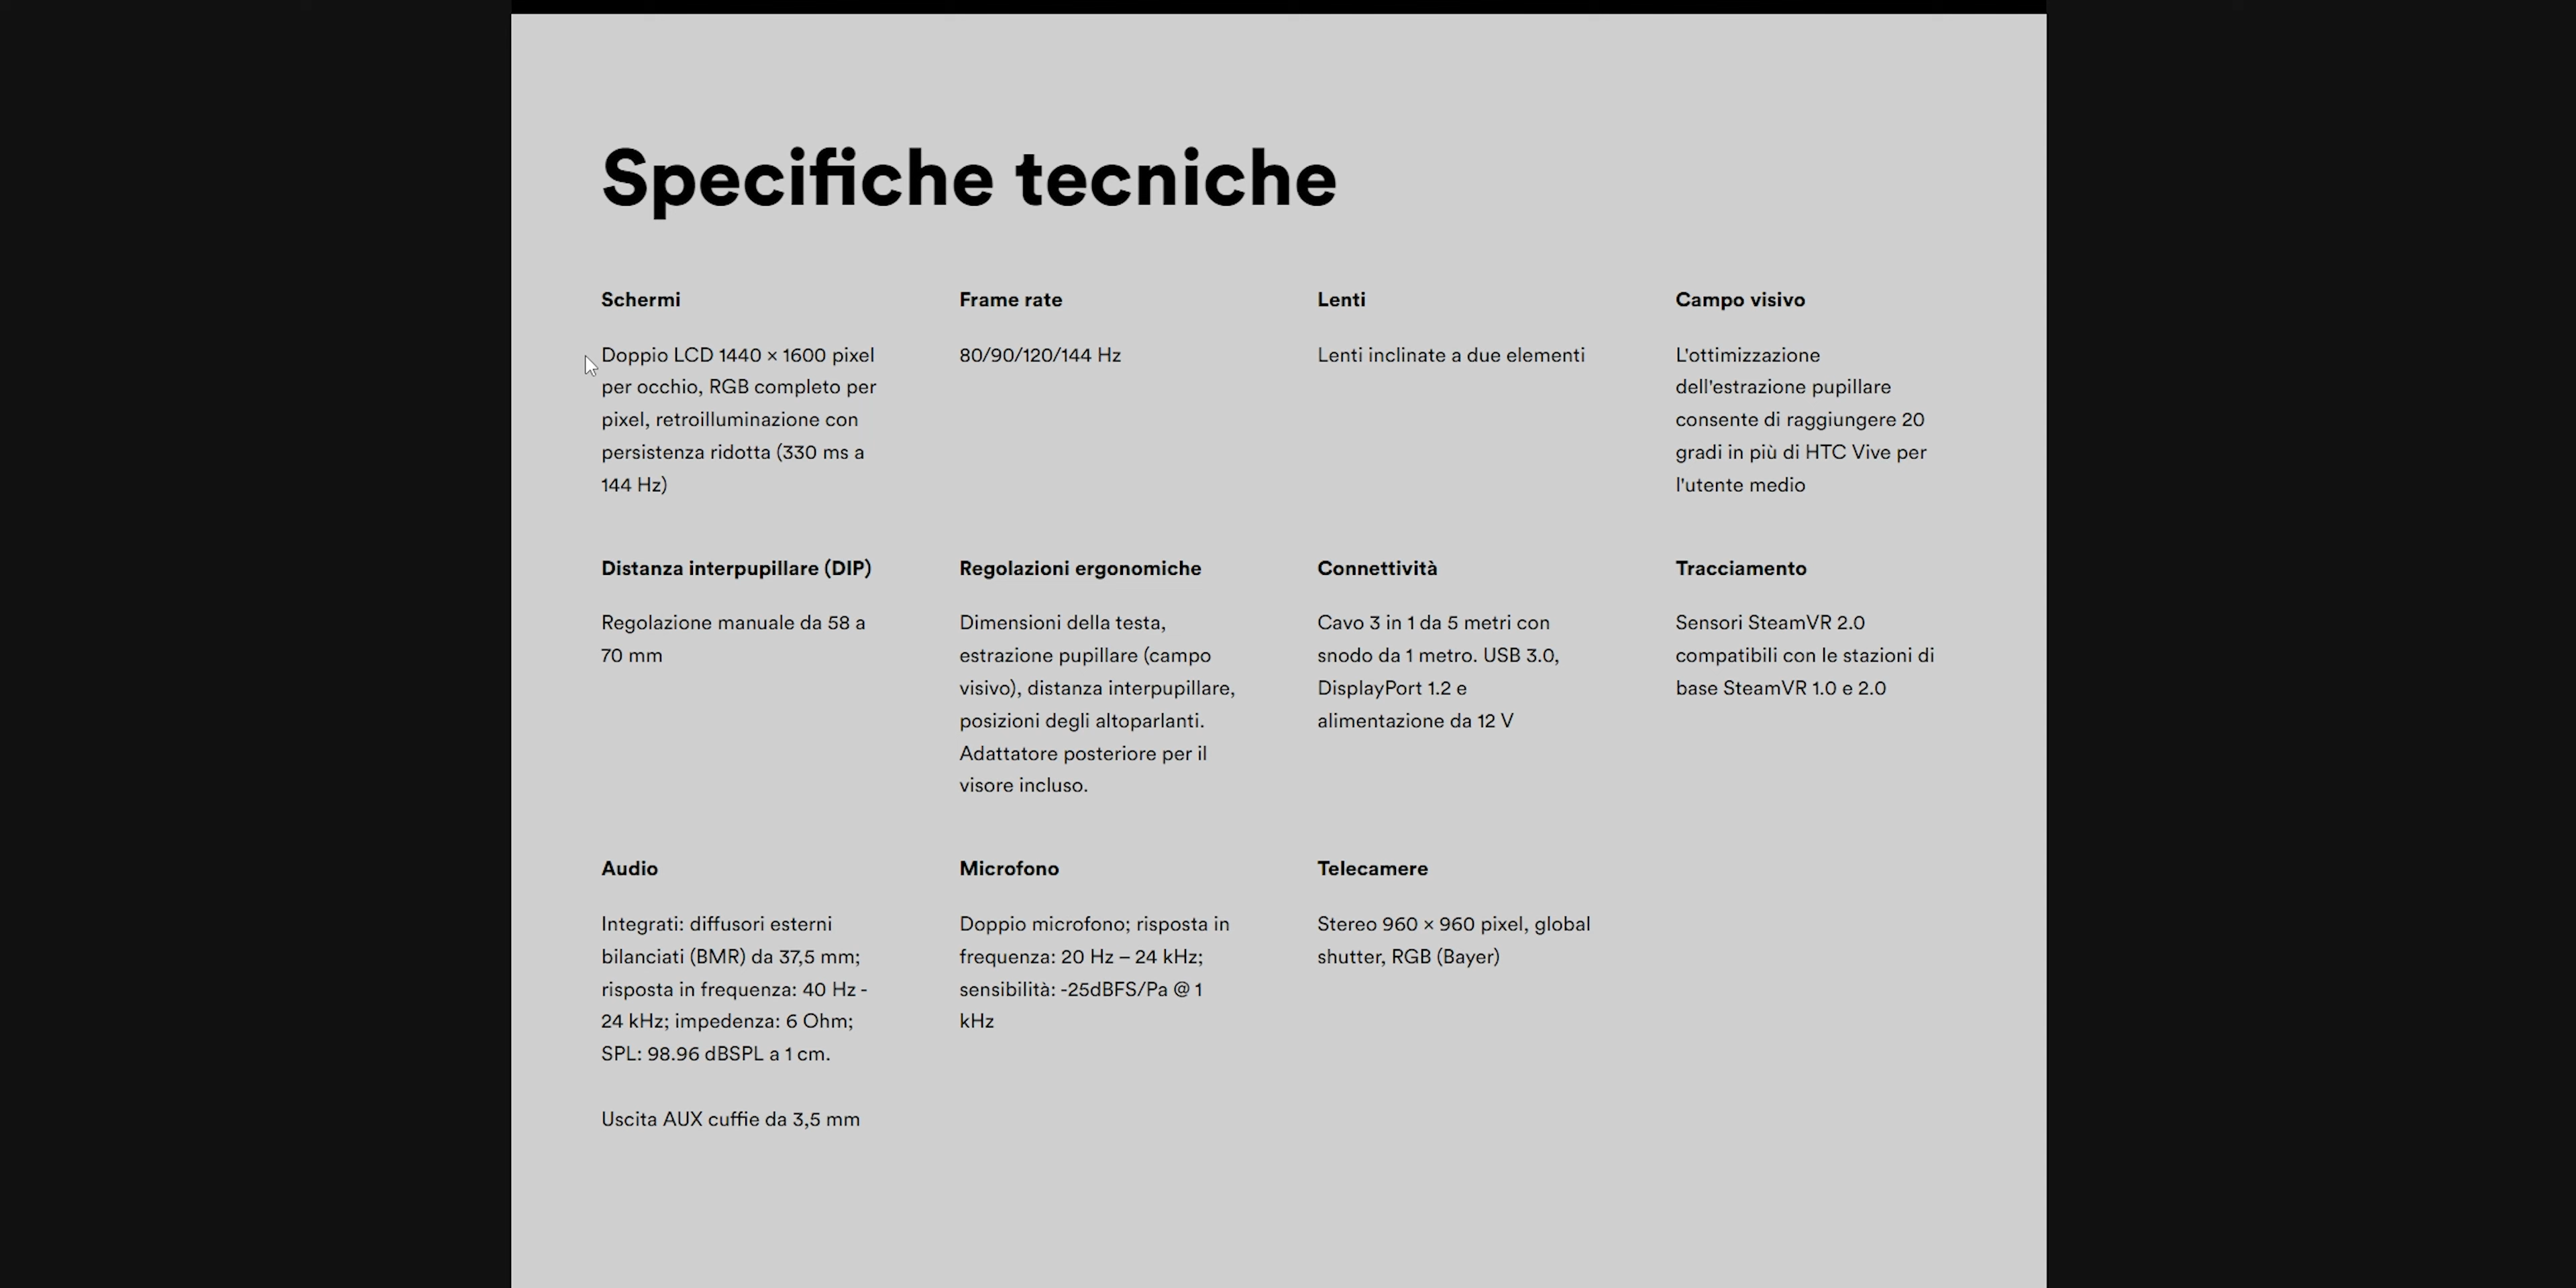 Specifiche tecniche
Schermi
Doppio LCD 1440 × 1600 pixel
per occhio, RGB completo per
pixel, retroilluminazione con
persistenza ridotta (330 ms a
144 Hz)
Frame rate
80/90/120/144 Hz
Lenti
Lenti inclinate a due elementi
Campo visivo
L'ottimizzazione
dell'estrazione pupillare
consente di raggiungere 20
gradi in più di HTC Vive per
l'utente medio
Distanza interpupillare (DIP)
Regolazione manuale da 58 a
70 mm
Regolazioni ergonomiche
Dimensioni della testa,
estrazione pupillare (campo
visivo), distanza interpupillare,
posizioni degli altoparlanti.
Adattatore posteriore per il
visore incluso.
Connettività
Cavo 3 in 1 da 5 metri con
snodo da 1 metro. USB 3.0,
DisplayPort 1.2 e
alimentazione da 12 V
Tracciamento
Sensori SteamVR 2.0
compatibili con le stazioni di
base SteamVR 1.0 e 2.0
Audio
Integrati: diffusori esterni
bilanciati (BMR) da 37,5 mm;
risposta in frequenza: 40 Hz -
24 kHz; impedenza: 6 Ohm;
SPL: 98.96 dBSPL a 1 cm.
Uscita AUX cuffie da 3,5 mm
Microfono
Doppio microfono; risposta in
frequenza: 20 Hz – 24 kHz;
sensibilità: -25dBFS/Pa @ 1
kHz
Telecamere
Stereo 960 × 960 pixel, global
shutter, RGB (Bayer)